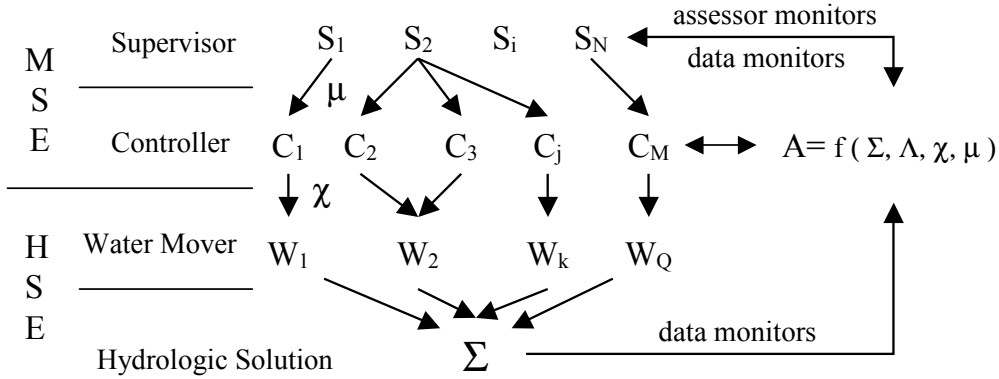 M
S
E
Supervisor
S1 S2 Si SN
assessor monitors
data monitors
μ
Controller
C1 C2 C3 Cj CM
A= f ( Σ, Λ, χ, μ )
χ
H
S
E
Water Mover
W1 W2 Wk WQ
Hydrologic Solution
Σ
data monitors